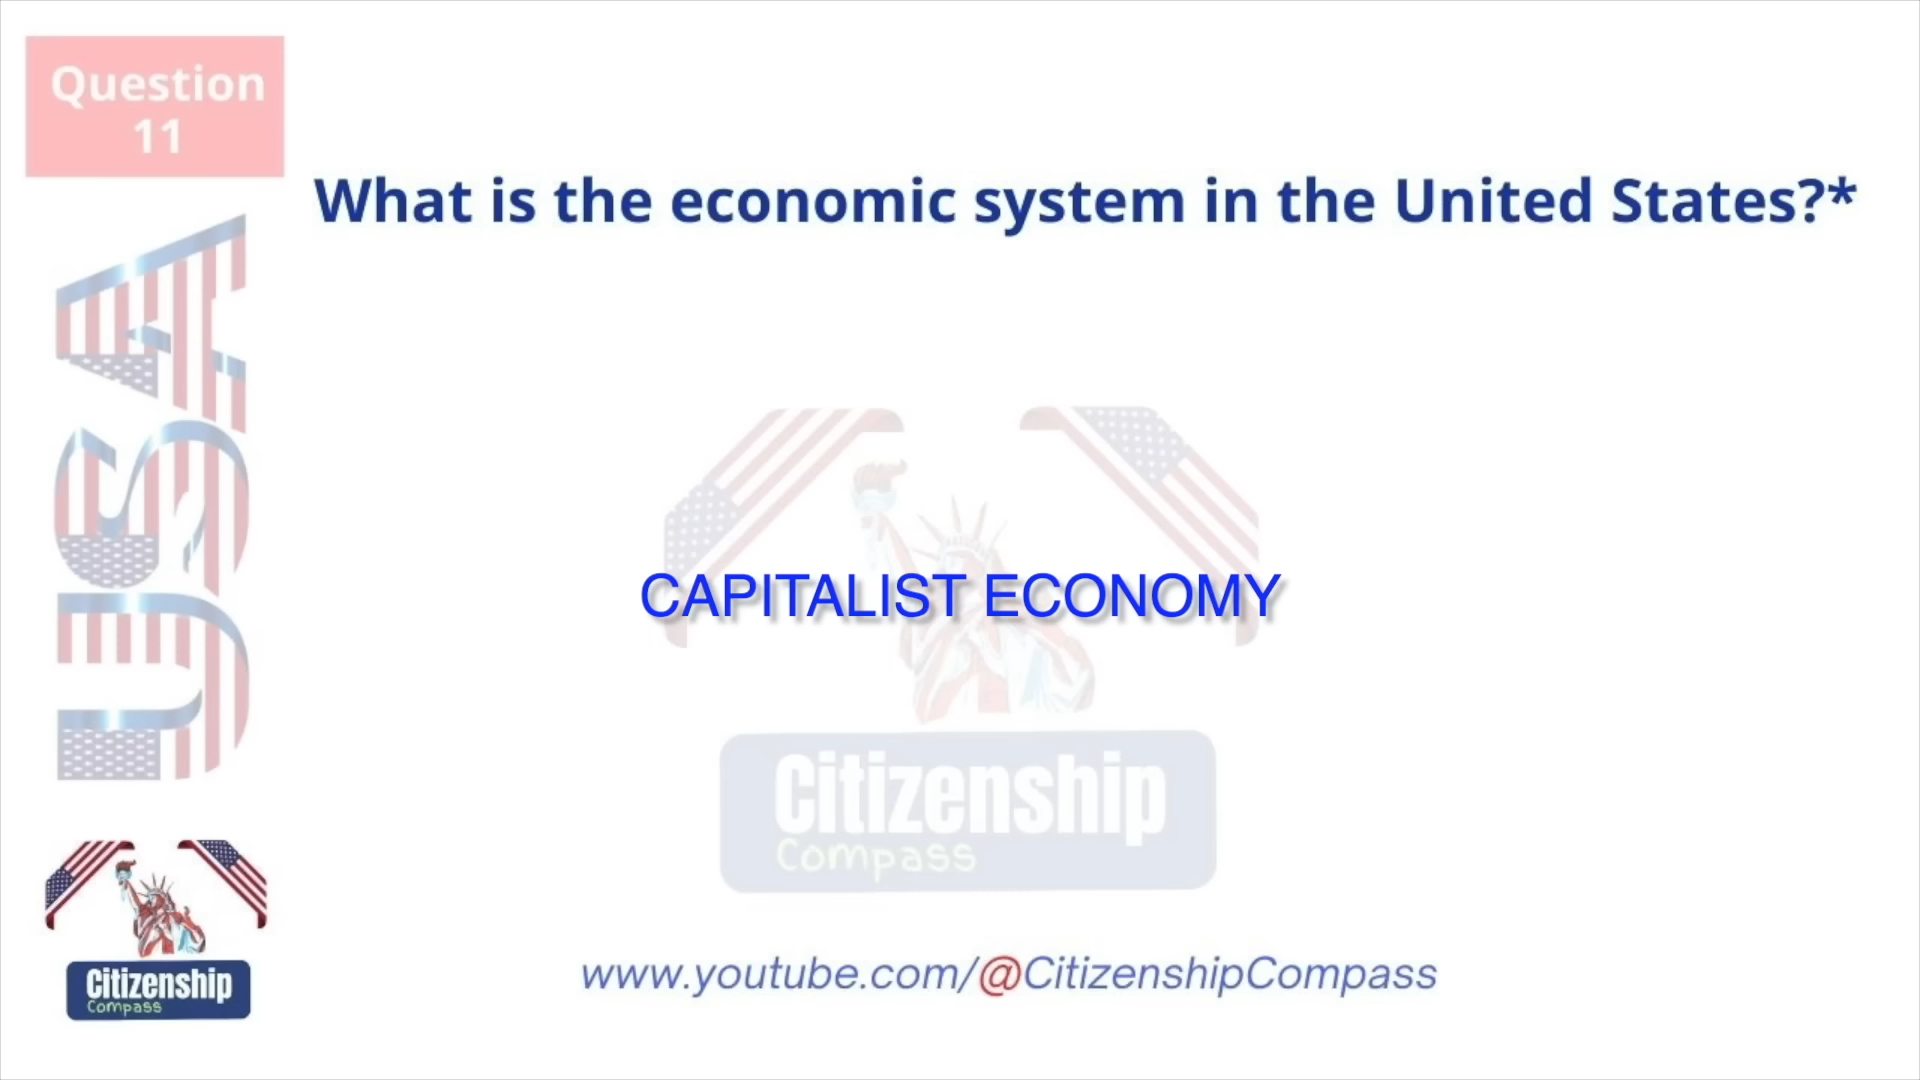 Question
11
What is the economic system in the United States?*
CAPITALIST ECONOMY
USA
Citizenship
Compass
Citizenship
Compass
www.youtube.com/@CitizenshipCompass